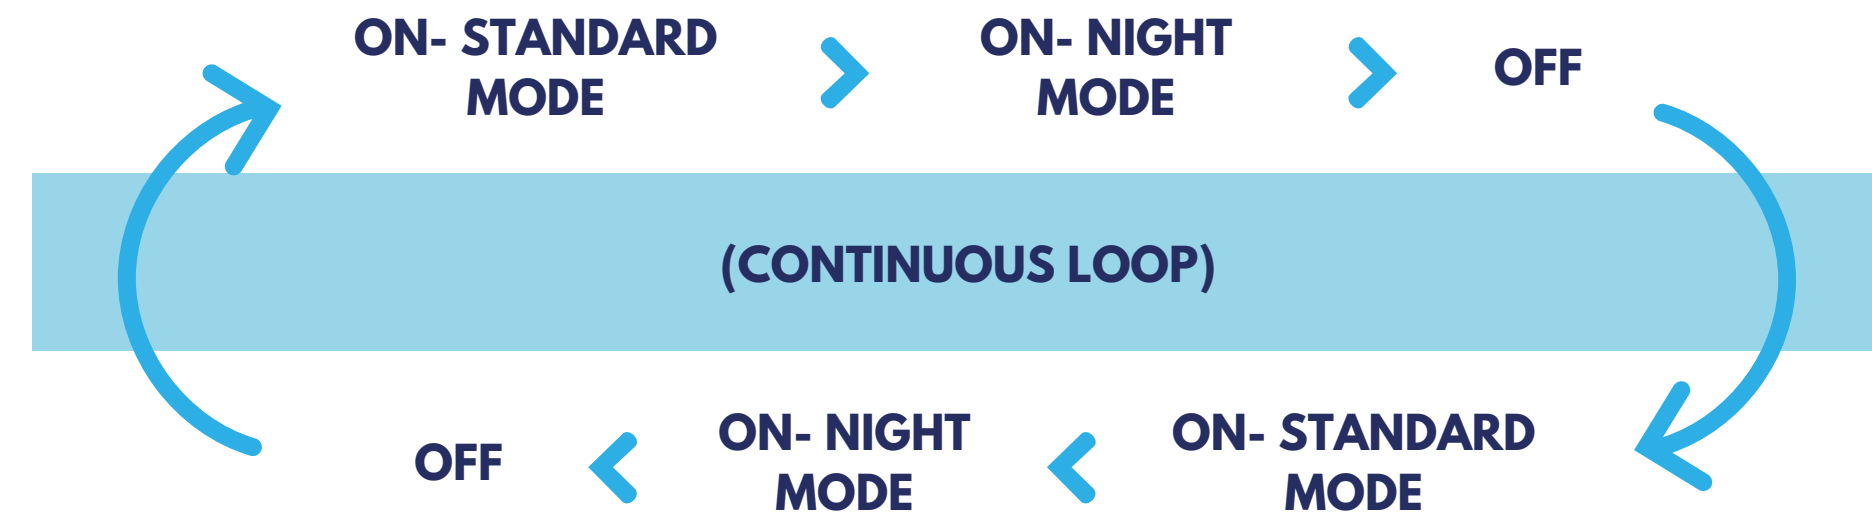 ON- STANDARD
MODE
ON- NIGHT
MODE
OFF
(CONTINUOUS LOOP)
OFF
ON- NIGHT
MODE
ON- STANDARD
MODE